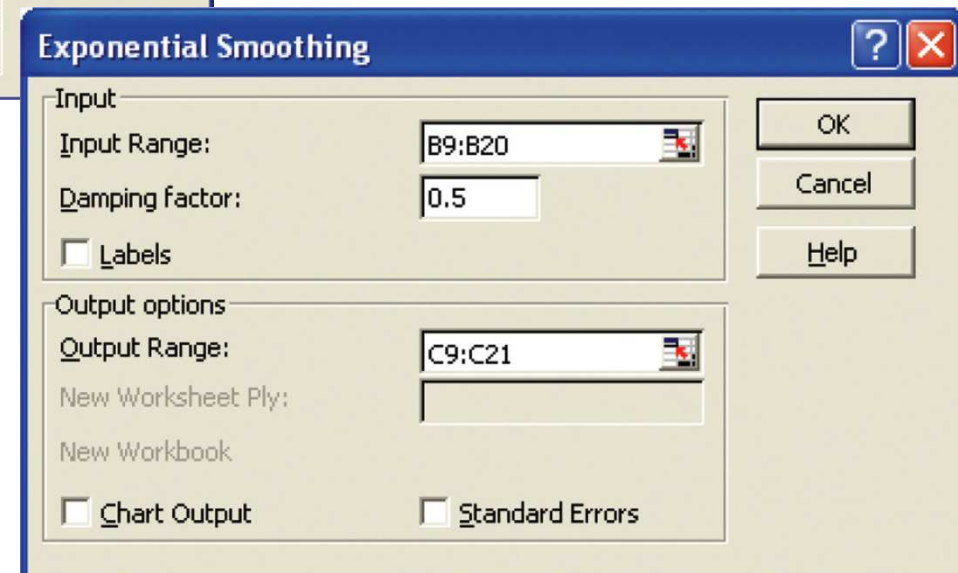 Exponential Smoothing
Input
Input Range: B9:B20
Damping factor: 0.5
Labels
OK
Cancel
Help
Output options
Output Range: C9:C21
New Worksheet Ply:
New Workbook
Chart Output Standard Errors